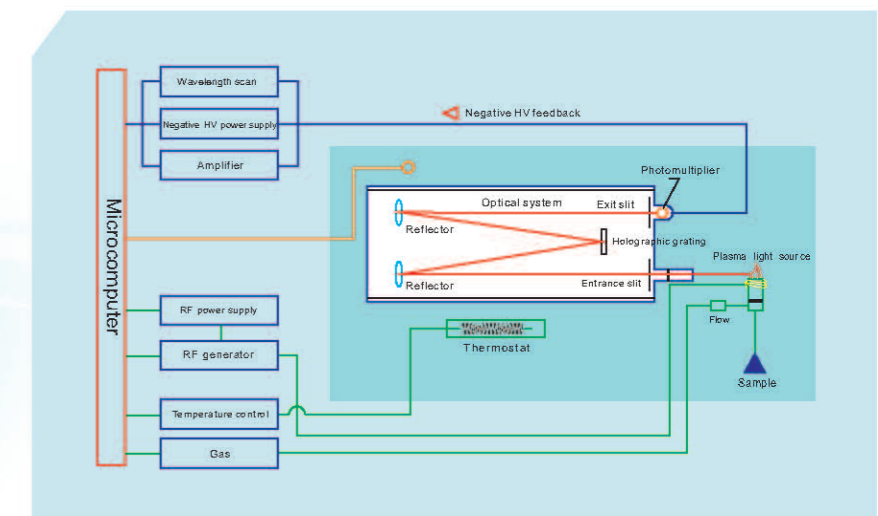 Wavelength scan
Negative HV power supply
Amplifier
Negative HV feedback
Photomultiplier
Optical system
Exit slit
Reflector
Holographic grating
Plasma light source
Reflector
Entrance slit
Microcomputer
RF power supply
RF generator
Flow
Thermostat
Sample
Temperature control
Gas